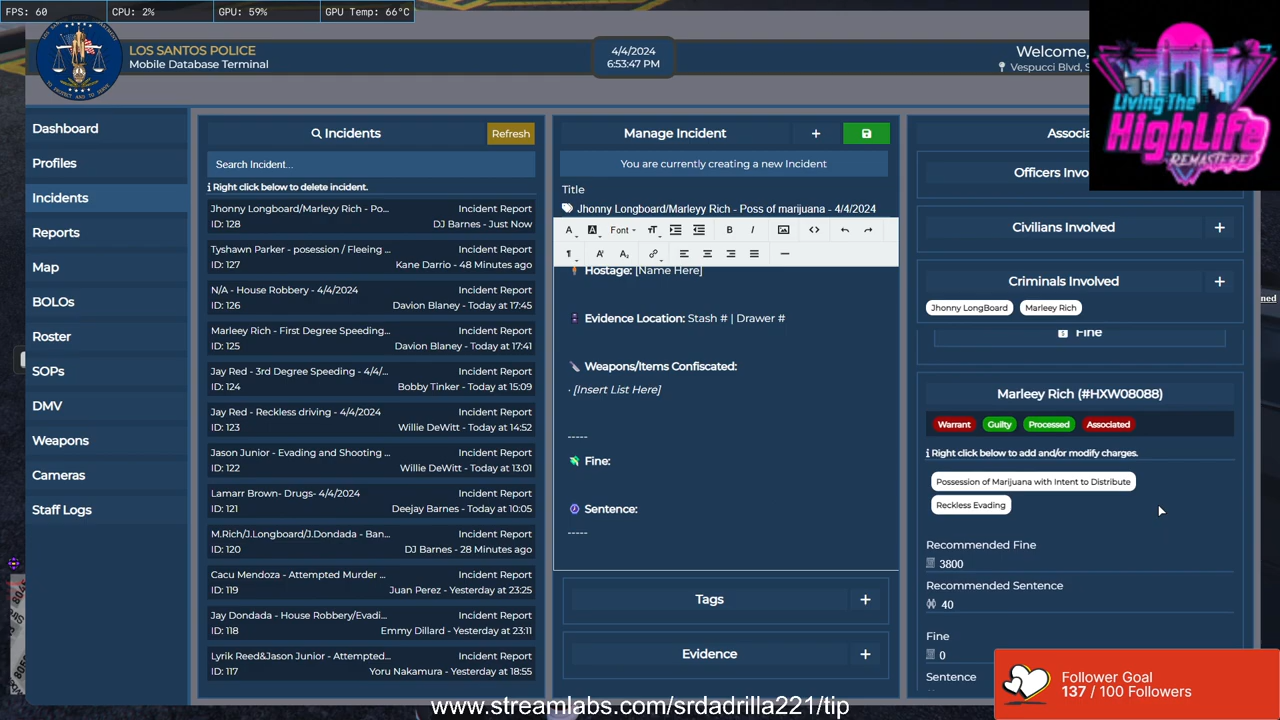 FPS: 60 CPU: 2% GPU: 59% GPU Temp: 66°C
LOS SANTOS POLICE
Mobile Database Terminal
4/4/2024
6:53:47 PM
Welcome,
Vespucci Blvd, S
LIVING THE
HIGHLIFE
REMASTERED
Dashboard
Profiles
Incidents
Reports
Map
BOLOs
Roster
SOPs
DMV
Weapons
Cameras
Staff Logs
Incidents
Refresh
Search Incident...
Right click below to delete incident.
Jhonny Longboard/Marleyy Rich - Po... Incident Report
ID: 128 DJ Barnes - Just Now
Tyshawn Parker - posession / Fleeing ... Incident Report
ID: 127 Kane Darrio - 48 Minutes ago
N/A - House Robbery - 4/4/2024 Incident Report
ID: 126 Davion Blaney - Today at 17:45
Marleey Rich - First Degree Speeding... Incident Report
ID: 125 Davion Blaney - Today at 17:41
Jay Red - 3rd Degree Speeding - 4/4/... Incident Report
ID: 124 Bobby Tinker - Today at 15:09
Jay Red - Reckless driving - 4/4/2024 Incident Report
ID: 123 Willie DeWitt - Today at 14:52
Jason Junior - Evading and Shooting ... Incident Report
ID: 122 Willie DeWitt - Today at 13:01
Lamarr Brown- Drugs- 4/4/2024 Incident Report
ID: 121 Deejay Barnes - Today at 10:05
M.Rich/J.Longboard/J.Dondada - Ban... Incident Report
ID: 120 DJ Barnes - 28 Minutes ago
Cacu Mendoza - Attempted Murder ... Incident Report
ID: 119 Juan Perez - Yesterday at 23:25
Jay Dondada - House Robbery/Evadi... Incident Report
ID: 118 Emmy Dillard - Yesterday at 23:11
Lyrik Reed&Jason Junior - Attempted... Incident Report
ID: 117 Yoru Nakamura - Yesterday at 18:55
Manage Incident +
You are currently creating a new Incident
Title
Jhonny Longboard/Marleyy Rich - Poss of marijuana - 4/4/2024
Font
Hostage: [Name Here]
Evidence Location: Stash # | Drawer #
Weapons/Items Confiscated:
· [Insert List Here]
-----
Fine:
Sentence:
-----
Tags +
Evidence +
Associa
Officers Invo
Civilians Involved +
Criminals Involved +
Jhonny LongBoard Marleey Rich
Fine
Marleey Rich (#HXW08088)
Warrant Guilty Processed Associated
Right click below to add and/or modify charges.
Possession of Marijuana with Intent to Distribute
Reckless Evading
Recommended Fine
3800
Recommended Sentence
40
Fine
0
Sentence
ned
Follower Goal
137 / 100 Followers
www.streamlabs.com/srdadrilla221/tip